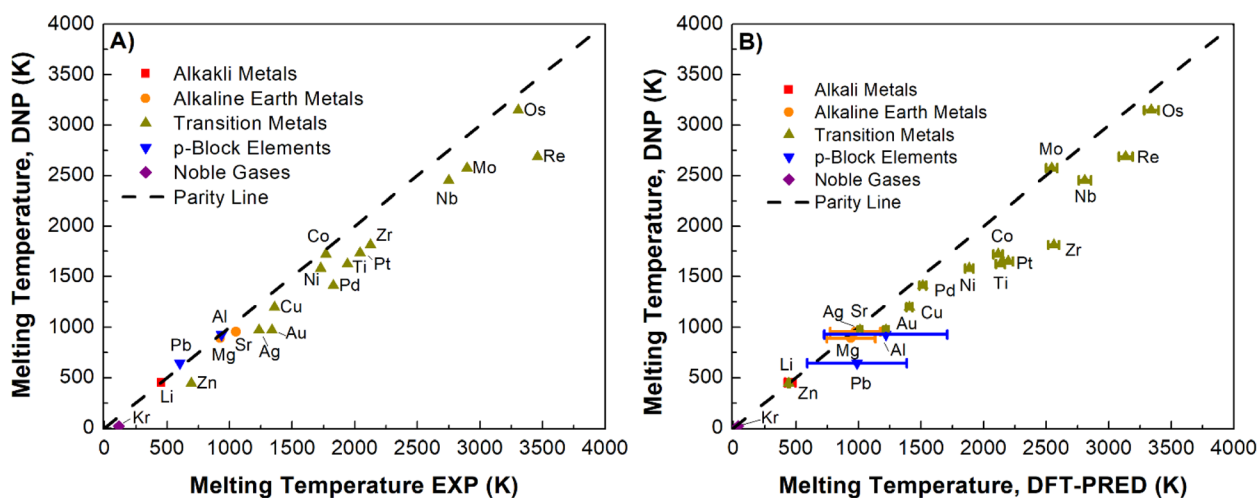 A)
Melting Temperature, DNP (K)
4000
3500
3000
2500
2000
1500
1000
500
0
Alkakli Metals
Alkaline Earth Metals
Transition Metals
p-Block Elements
Noble Gases
Parity Line
Os
Re
Mo
Nb
Co
Zr
Pt
Ni
Ti
Pd
Cu
Al
Au
Pb
Sr
Mg
Ag
Zn
Li
Kr
0 500 1000 1500 2000 2500 3000 3500 4000
Melting Temperature EXP (K)
B)
Melting Temperature, DNP (K)
4000
3500
3000
2500
2000
1500
1000
500
0
Alkali Metals
Alkaline Earth Metals
Transition Metals
p-Block Elements
Noble Gases
Parity Line
Os
Mo
Re
Nb
Co
Zr
Pt
Ni
Ti
Pd
Ag Sr
Cu
Au
Mg
Al
Li
Pb
Zn
Kr
0 500 1000 1500 2000 2500 3000 3500 4000
Melting Temperature, DFT-PRED (K)